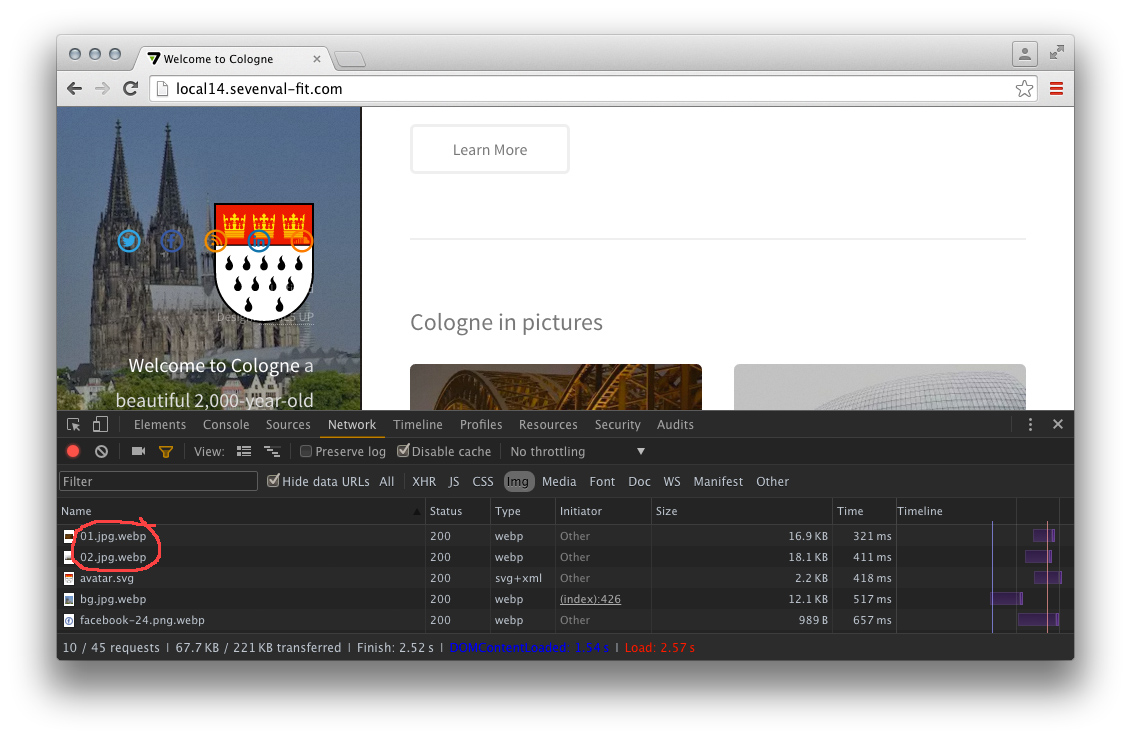 Welcome to Cologne
local14.sevenval-fit.com
Learn More
UP
Welcome to Cologne a
beautiful 2,000-year-old
Cologne in pictures
Elements Console Sources Network Timeline Profiles Resources Security Audits
View: Preserve log Disable cache No throttling
Filter Hide data URLs All XHR JS CSS Img Media Font Doc WS Manifest Other
Name Status Type Initiator Size Time Timeline
01.jpg.webp 200 webp Other 16.9 KB 321 ms
02.jpg.webp 200 webp Other 18.1 KB 411 ms
avatar.svg 200 svg+xml Other 2.2 KB 418 ms
bg.jpg.webp 200 webp (index):426 12.1 KB 517 ms
facebook-24.png.webp 200 webp Other 989 B 657 ms
10 / 45 requests | 67.7 KB / 221 KB transferred | Finish: 2.52 s | DOMContentLoaded: 1.54 s | Load: 2.57 s